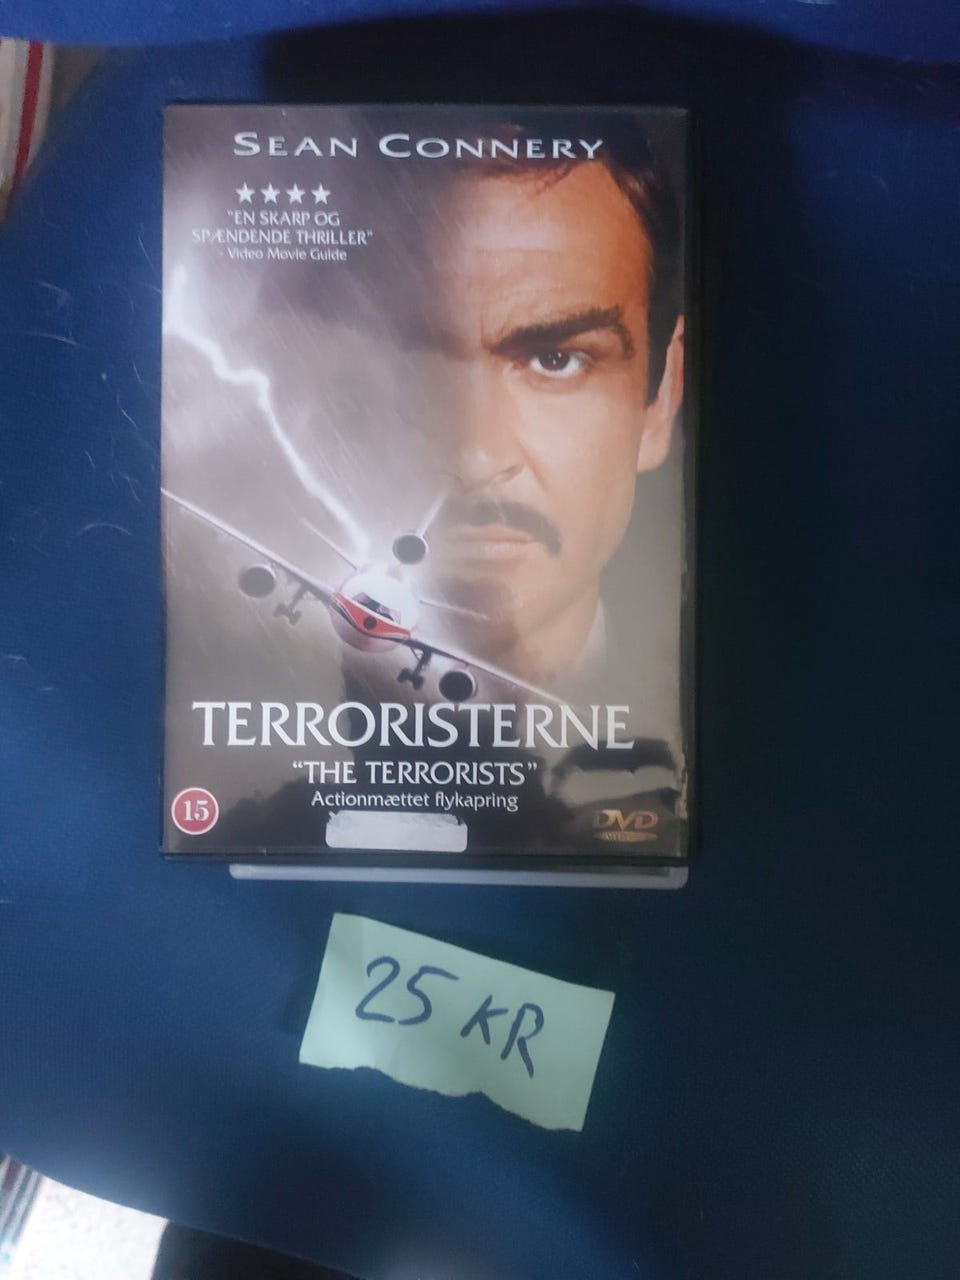 SEAN CONNERY
★★★★
"EN SKARP OG
SPÆNDENDE THRILLER"
- Video Movie Guide
TERRORISTERNE
"THE TERRORISTS"
Actionmættet flykapring
15
DVD
VIDEO
25 KR